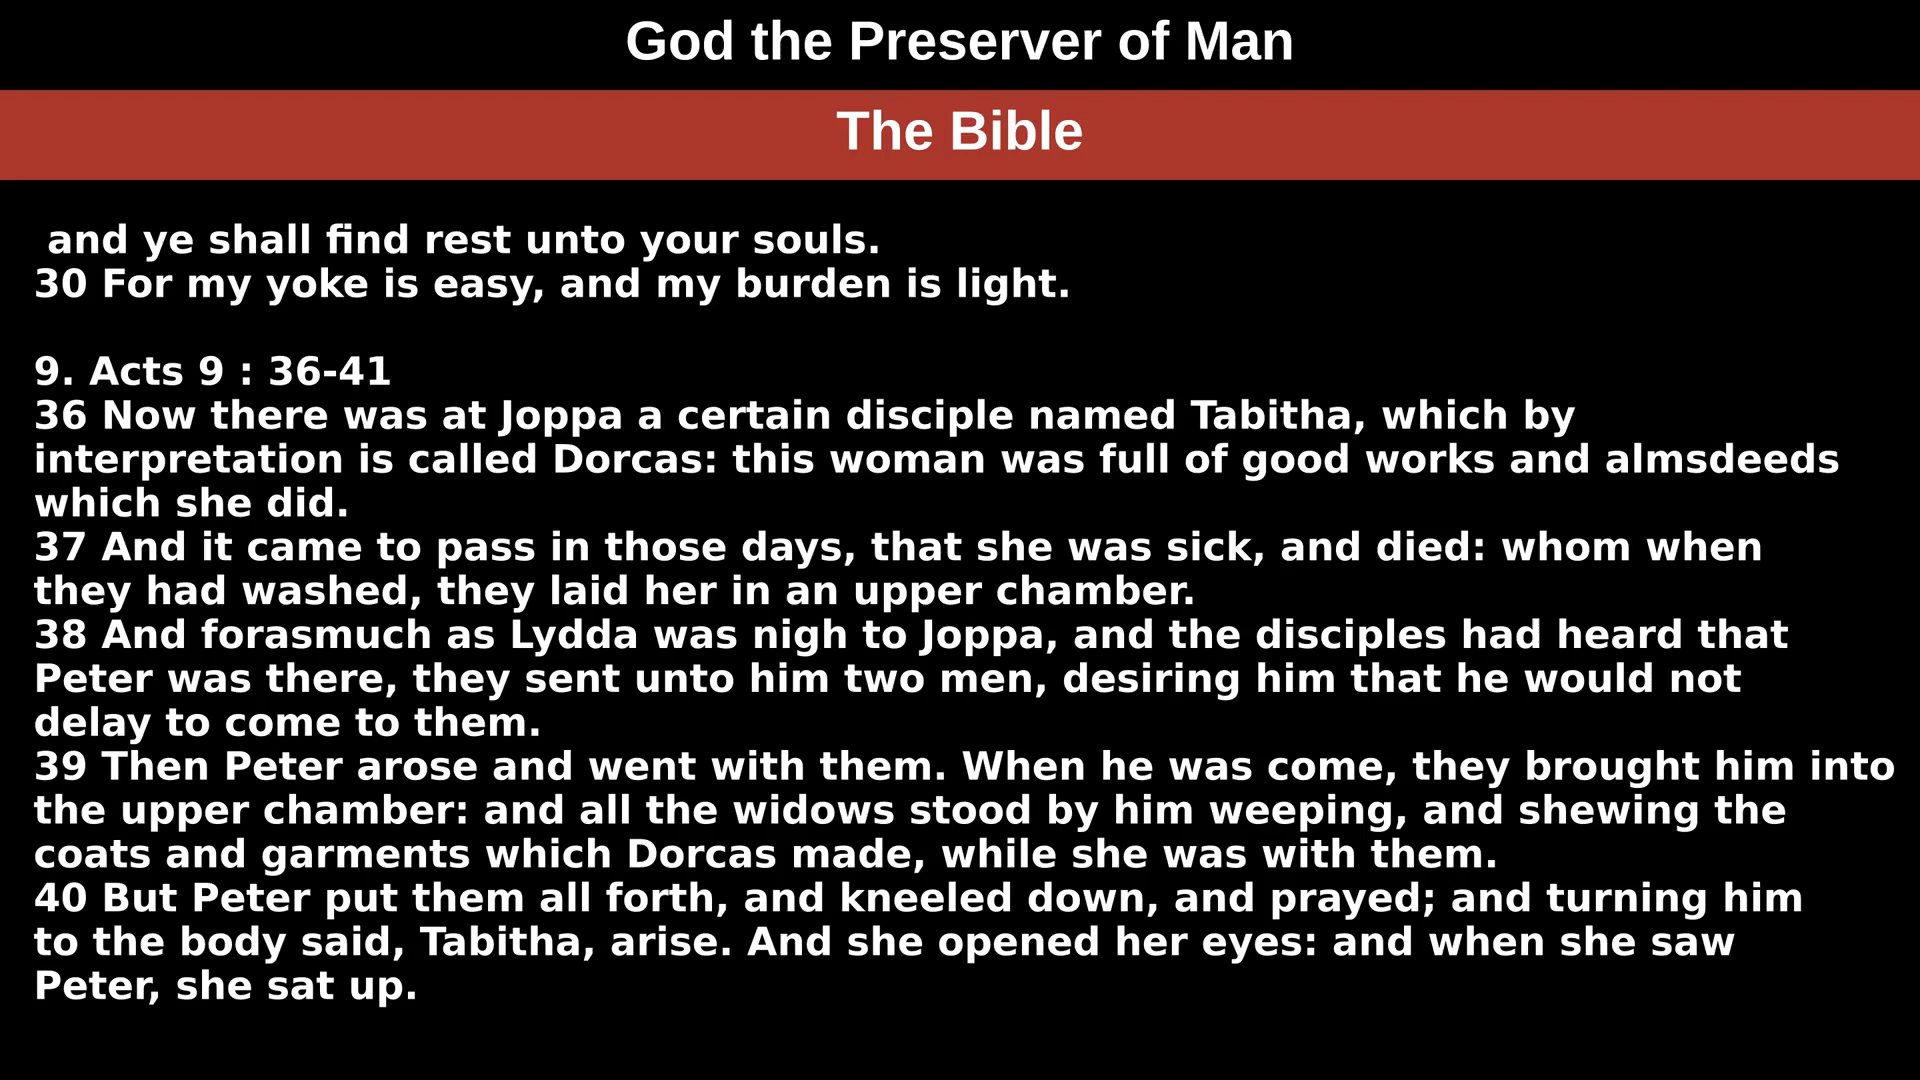 God the Preserver of Man
The Bible
and ye shall find rest unto your souls.
30 For my yoke is easy, and my burden is light.
9. Acts 9 : 36-41
36 Now there was at Joppa a certain disciple named Tabitha, which by
interpretation is called Dorcas: this woman was full of good works and almsdeeds
which she did.
37 And it came to pass in those days, that she was sick, and died: whom when
they had washed, they laid her in an upper chamber.
38 And forasmuch as Lydda was nigh to Joppa, and the disciples had heard that
Peter was there, they sent unto him two men, desiring him that he would not
delay to come to them.
39 Then Peter arose and went with them. When he was come, they brought him into
the upper chamber: and all the widows stood by him weeping, and shewing the
coats and garments which Dorcas made, while she was with them.
40 But Peter put them all forth, and kneeled down, and prayed; and turning him
to the body said, Tabitha, arise. And she opened her eyes: and when she saw
Peter, she sat up.